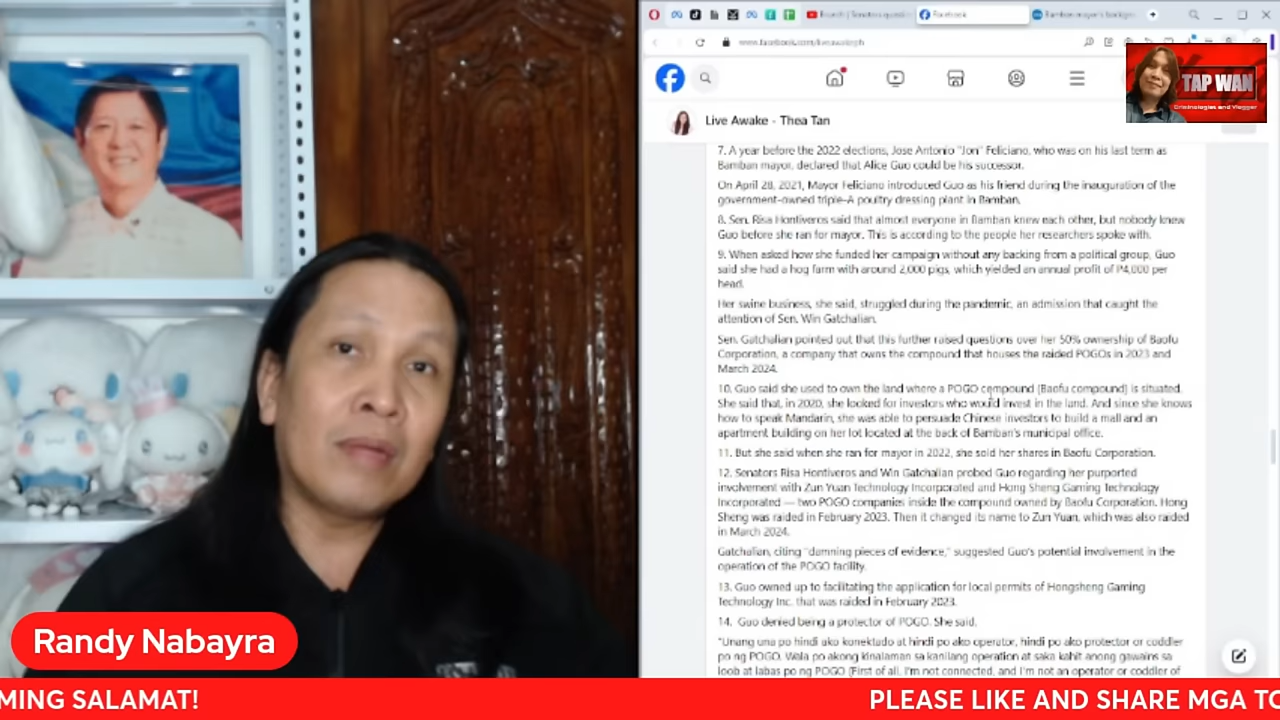 Facebook
www.facebook.com/liveawakeph
TAP WAN
Criminologist and Vlogger
Live Awake - Thea Tan
7. A year before the 2022 elections, Jose Antonio "Jon" Feliciano, who was on his last term as
Bamban mayor, declared that Alice Guo could be his successor.
On April 28, 2021, Mayor Feliciano introduced Guo as his friend during the inauguration of the
government-owned triple-A poultry dressing plant in Bamban.
8. Sen. Risa Hontiveros said that almost everyone in Bamban knew each other, but nobody knew
Guo before she ran for mayor. This is according to the people her researchers spoke with.
9. When asked how she funded her campaign without any backing from a political group, Guo
said she had a hog farm with around 2,000 pigs, which yielded an annual profit of P4,000 per
head.
Her swine business, she said, struggled during the pandemic, an admission that caught the
attention of Sen. Win Gatchalian.
Sen. Gatchalian pointed out that this further raised questions over her 50% ownership of Baofu
Corporation, a company that owns the compound that houses the raided POGOs in 2023 and
March 2024.
10. Guo said she used to own the land where a POGO compound (Baofu compound) is situated.
She said that, in 2020, she looked for investors who would invest in the land. And since she knows
how to speak Mandarin, she was able to persuade Chinese investors to build a mall and an
apartment building on her lot located at the back of Bamban's municipal office.
11. But she said when she ran for mayor in 2022, she sold her shares in Baofu Corporation.
12. Senators Risa Hontiveros and Win Gatchalian probed Guo regarding her purported
involvement with Zun Yuan Technology Incorporated and Hong Sheng Gaming Technology
Incorporated — two POGO companies inside the compound owned by Baofu Corporation. Hong
Sheng was raided in February 2023. Then it changed its name to Zun Yuan, which was also raided
in March 2024.
Gatchalian, citing "damning pieces of evidence," suggested Guo's potential involvement in the
operation of the POGO facility.
13. Guo owned up to facilitating the application for local permits of Hongsheng Gaming
Technology Inc. that was raided in February 2023.
14. Guo denied being a protector of POGO. She said,
"Unang una po hindi ako konektado at hindi po ako operator, hindi po ako protector or coddler
po ng POGO. Wala po akong kinalaman sa kanilang operation at saka kahit anong gawains sa
loob at labas po ng POGO (First of all, I'm not connected, and I'm not an operator or coddler of
Randy Nabayra
MING SALAMAT!
PLEASE LIKE AND SHARE MGA TO